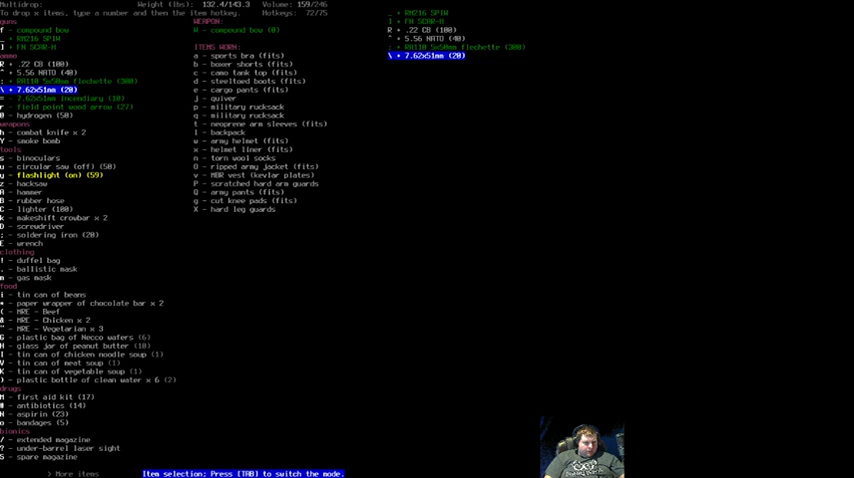 Multidrop:
Weight (lbs): 132.4/143.3 Volume: 159/246
To drop x items, type a number and then the item hotkey.
Hotkeys: 72/75
guns
f - compound bow
_ + RM216 SPIW
] + FN SCAR-H
ammo
R + .22 CB (100)
^ + 5.56 NATO (40)
: + RA110 5x50mm flechette (300)
\ + 7.62x51mm (20)
= - 7.62x51mm incendiary (10)
r - field point wood arrow (27)
0 - hydrogen (50)
weapons
h - combat knife x 2
Y - smoke bomb
tools
s - binoculars
u - circular saw (off) (50)
y - flashlight (on) (59)
z - hacksaw
A - hammer
B - rubber hose
C - lighter (100)
k - makeshift crowbar x 2
D - screwdriver
; - soldering iron (20)
E - wrench
clothing
! - duffel bag
. - ballistic mask
m - gas mask
food
i - tin can of beans
* - paper wrapper of chocolate bar x 2
( - MRE - Beef
& - MRE - Chicken x 2
" - MRE - Vegetarian x 3
G - plastic bag of Necco wafers (6)
H - glass jar of peanut butter (10)
| - tin can of chicken noodle soup (1)
V - tin can of meat soup (1)
K - tin can of vegetable soup (1)
) - plastic bottle of clean water x 6 (2)
drugs
M - first aid kit (17)
# - antibiotics (14)
N - aspirin (23)
o - bandages (5)
bionics
/ - extended magazine
? - under-barrel laser sight
S - spare magazine
> More items
WEAPON:
W - compound bow (0)
ITEMS WORN:
a - sports bra (fits)
b - boxer shorts (fits)
c - camo tank top (fits)
d - steeltoed boots (fits)
e - cargo pants (fits)
j - quiver
p - military rucksack
q - military rucksack
t - neoprene arm sleeves (fits)
l - backpack
w - army helmet (fits)
x - helmet liner (fits)
n - torn wool socks
O - ripped army jacket (fits)
v - MBR vest (kevlar plates)
P - scratched hard arm guards
Q - army pants (fits)
g - cut knee pads (fits)
X - hard leg guards
_ + RM216 SPIW
] + FN SCAR-H
R + .22 CB (100)
^ + 5.56 NATO (40)
: + RA110 5x50mm flechette (300)
\ + 7.62x51mm (20)
Item selection; Press [TAB] to switch the mode.